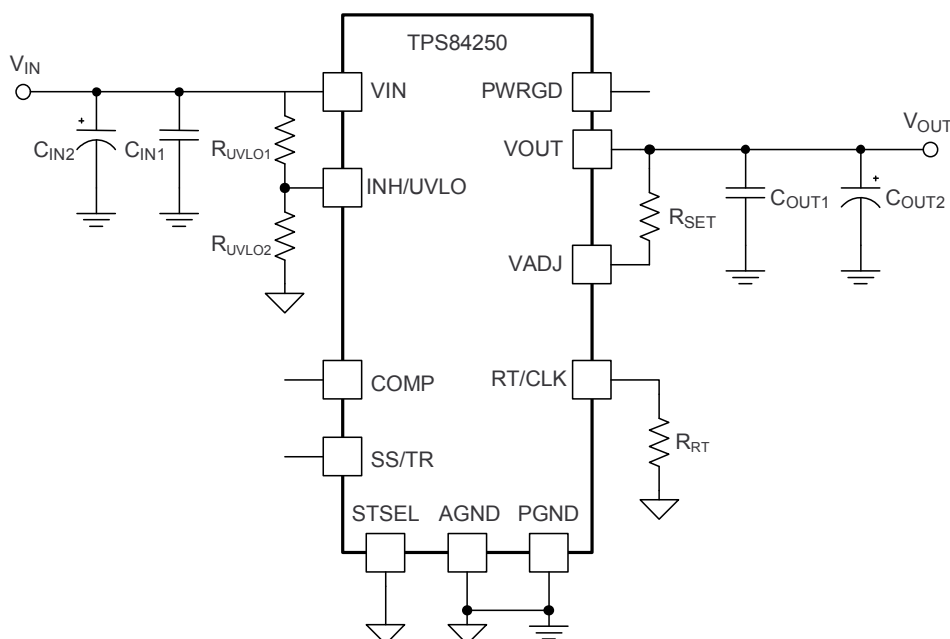 TPS84250
VIN
VIN
PWRGD
+
CIN2
CIN1
RUVLO1
VOUT
VOUT
INH/UVLO
RSET
COUT1
+
COUT2
RUVLO2
VADJ
COMP
RT/CLK
SS/TR
RRT
STSEL
AGND
PGND